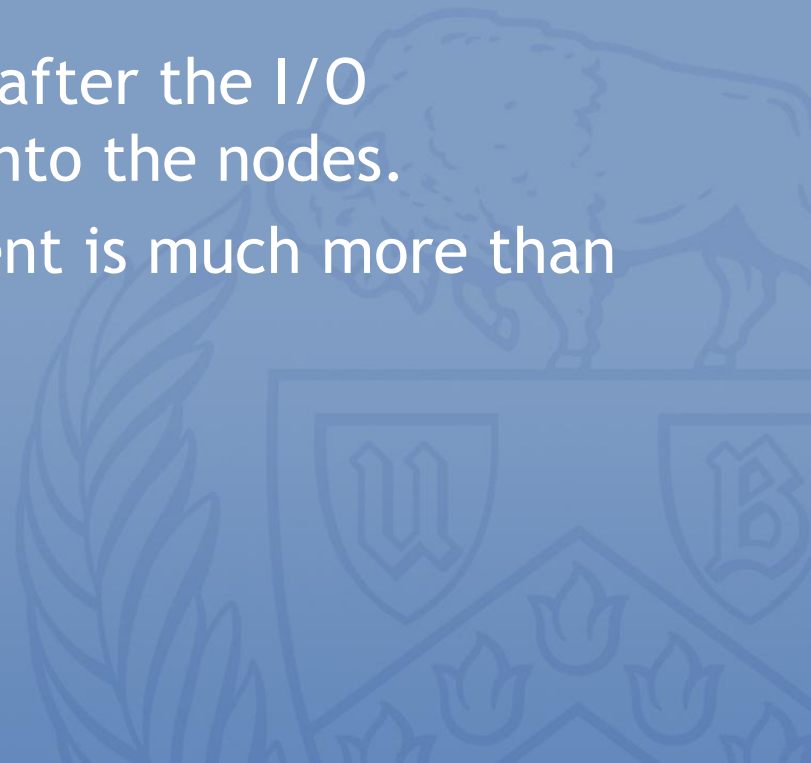 after the I/O
nto the nodes.
ent is much more than
U B